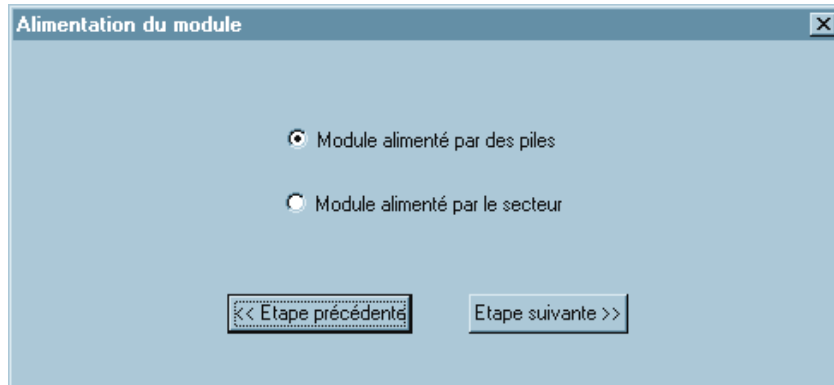 Alimentation du module
Module alimenté par des piles
Module alimenté par le secteur
<< Etape précédente
Etape suivante >>